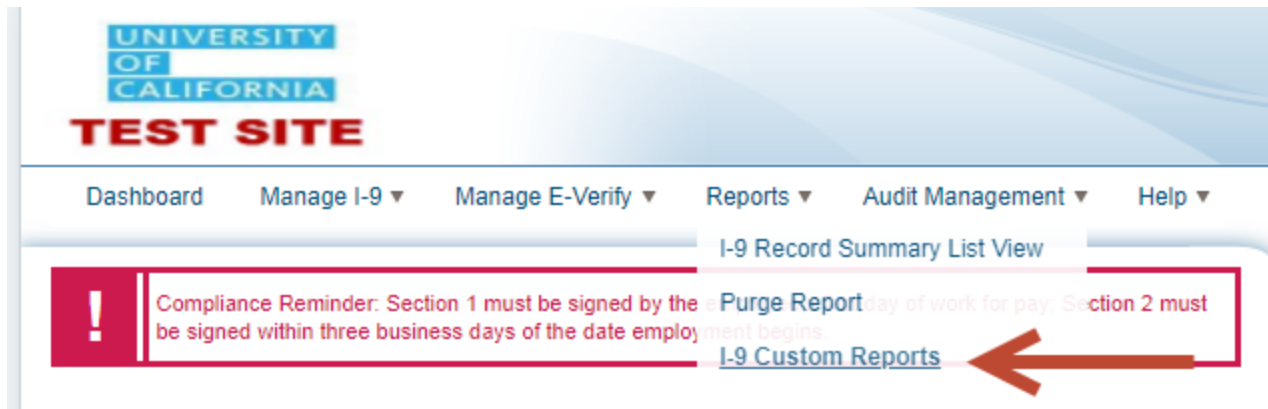 UNIVERSITY
OF
CALIFORNIA
TEST SITE
Dashboard Manage I-9 ▼ Manage E-Verify ▼ Reports ▼ Audit Management ▼ Help ▼
I-9 Record Summary List View
Purge Report
I-9 Custom Reports
! Compliance Reminder: Section 1 must be signed by the day of work for pay; Section 2 must
be signed within three business days of the date employment begins.